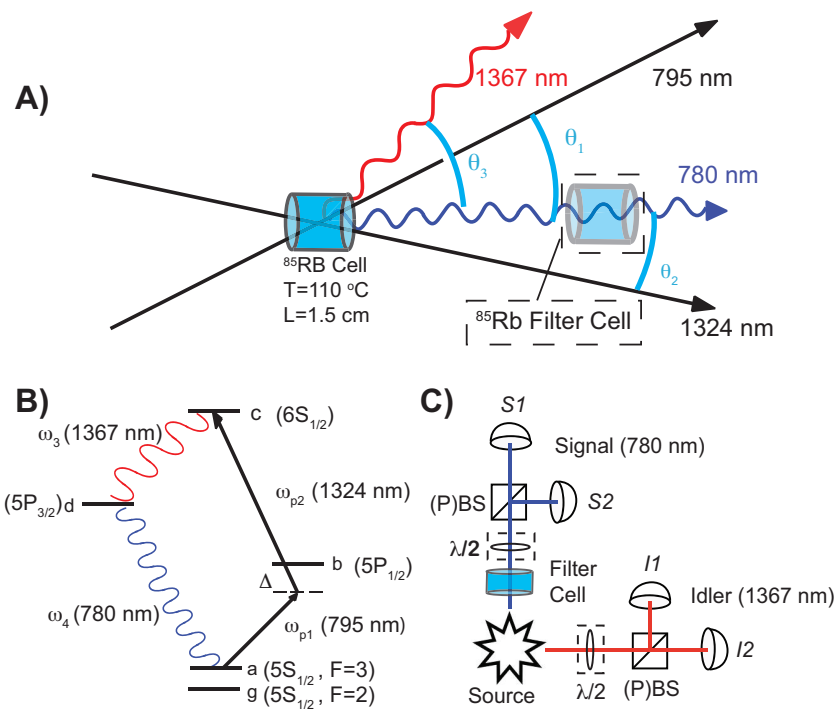 A)
1367 nm
795 nm
θ₁
θ₃
780 nm
⁸⁵RB Cell
T=110 °C
L=1.5 cm
θ₂
⁸⁵Rb Filter Cell
1324 nm
B)
c (6S₁/₂)
ω₃ (1367 nm)
(5P₃/₂) d
ωₚ₂ (1324 nm)
b (5P₁/₂)
Δ
ω₄ (780 nm)
ωₚ₁ (795 nm)
a (5S₁/₂ , F=3)
g (5S₁/₂ , F=2)
C)
S1
Signal (780 nm)
(P)BS
S2
λ/2
Filter
Cell
I1
Idler (1367 nm)
I2
Source
λ/2
(P)BS